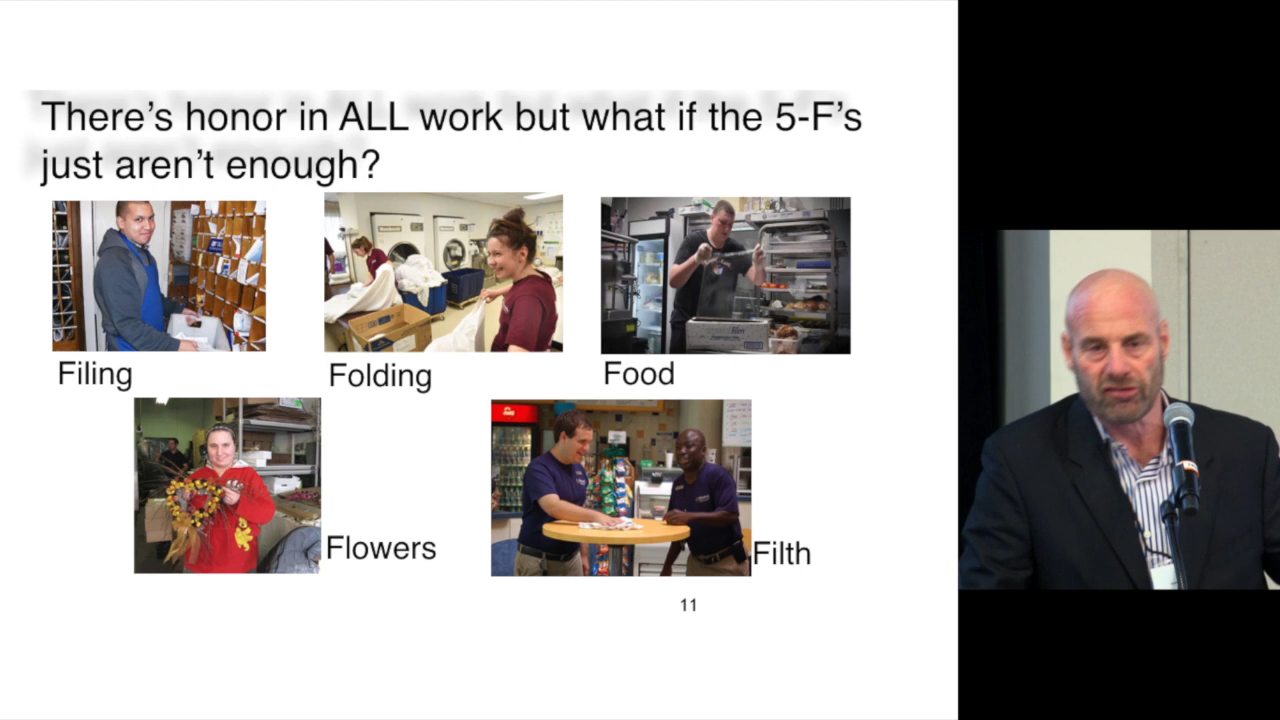 There's honor in ALL work but what if the 5-F's
just aren't enough?
Filing
Folding
Food
Flowers
Filth
11